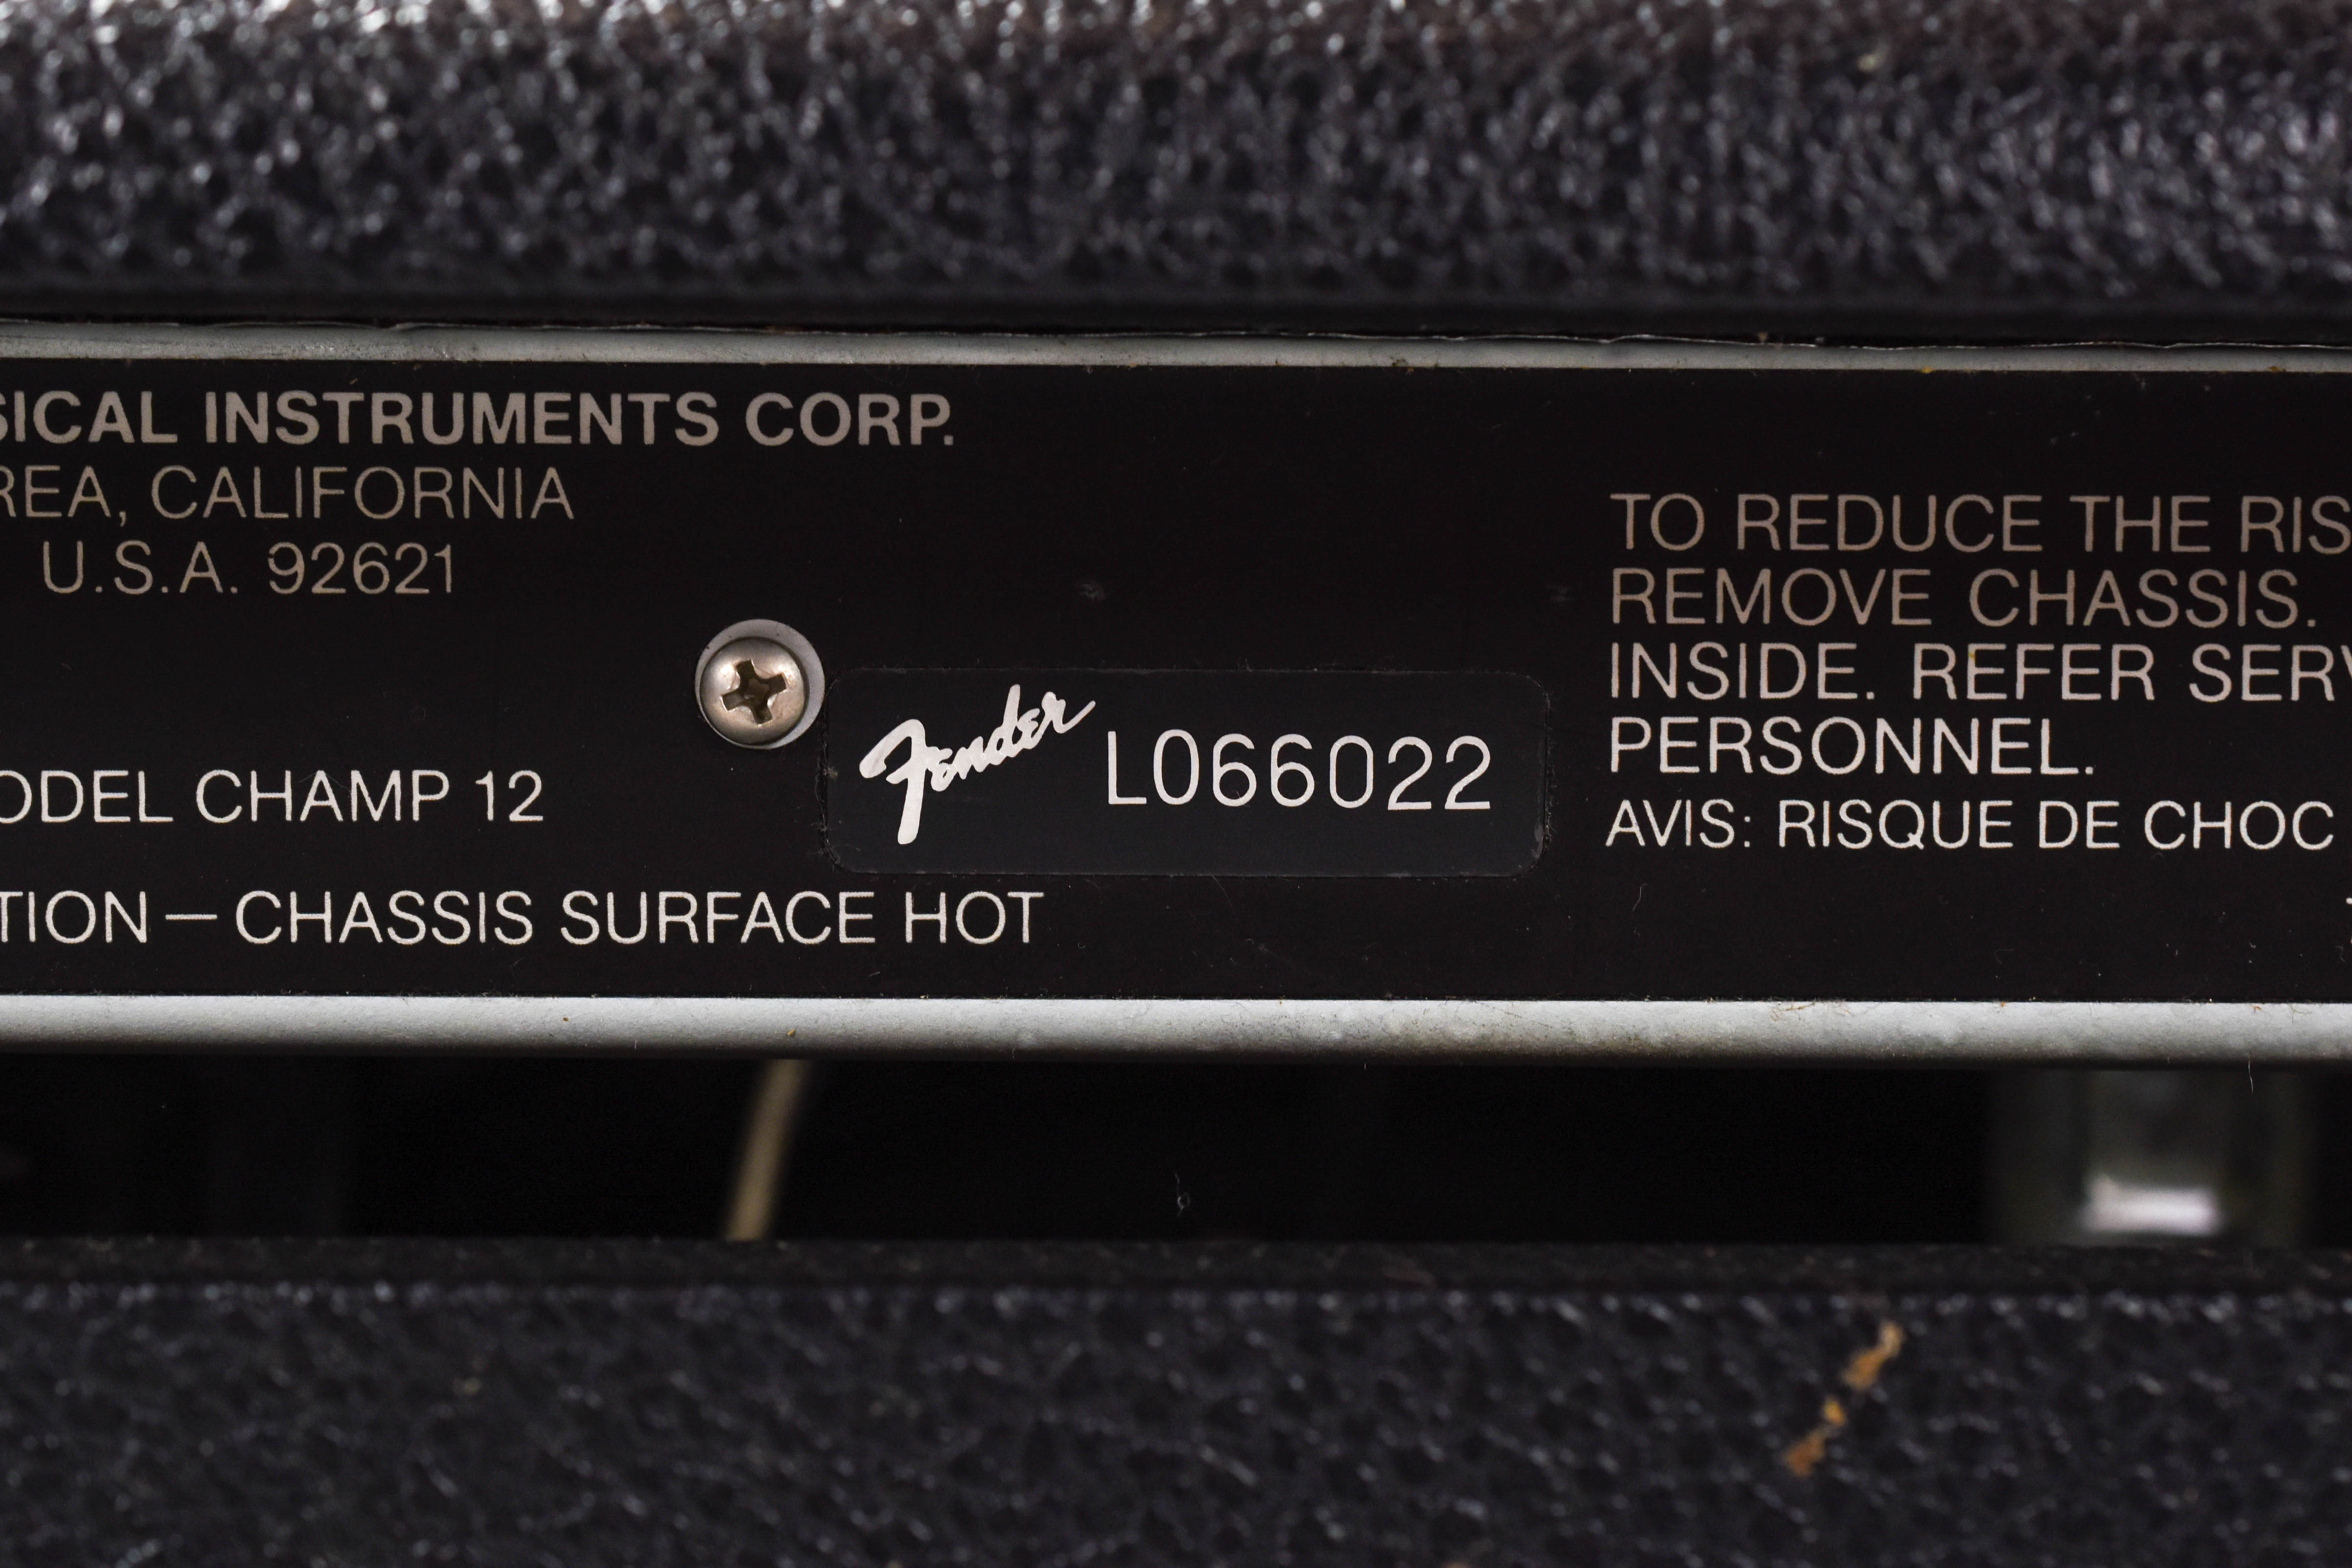 SICAL INSTRUMENTS CORP.
REA, CALIFORNIA
U.S.A. 92621
ODEL CHAMP 12
TION — CHASSIS SURFACE HOT
Fender L066022
TO REDUCE THE RIS
REMOVE CHASSIS.
INSIDE. REFER SERV
PERSONNEL.
AVIS: RISQUE DE CHOC